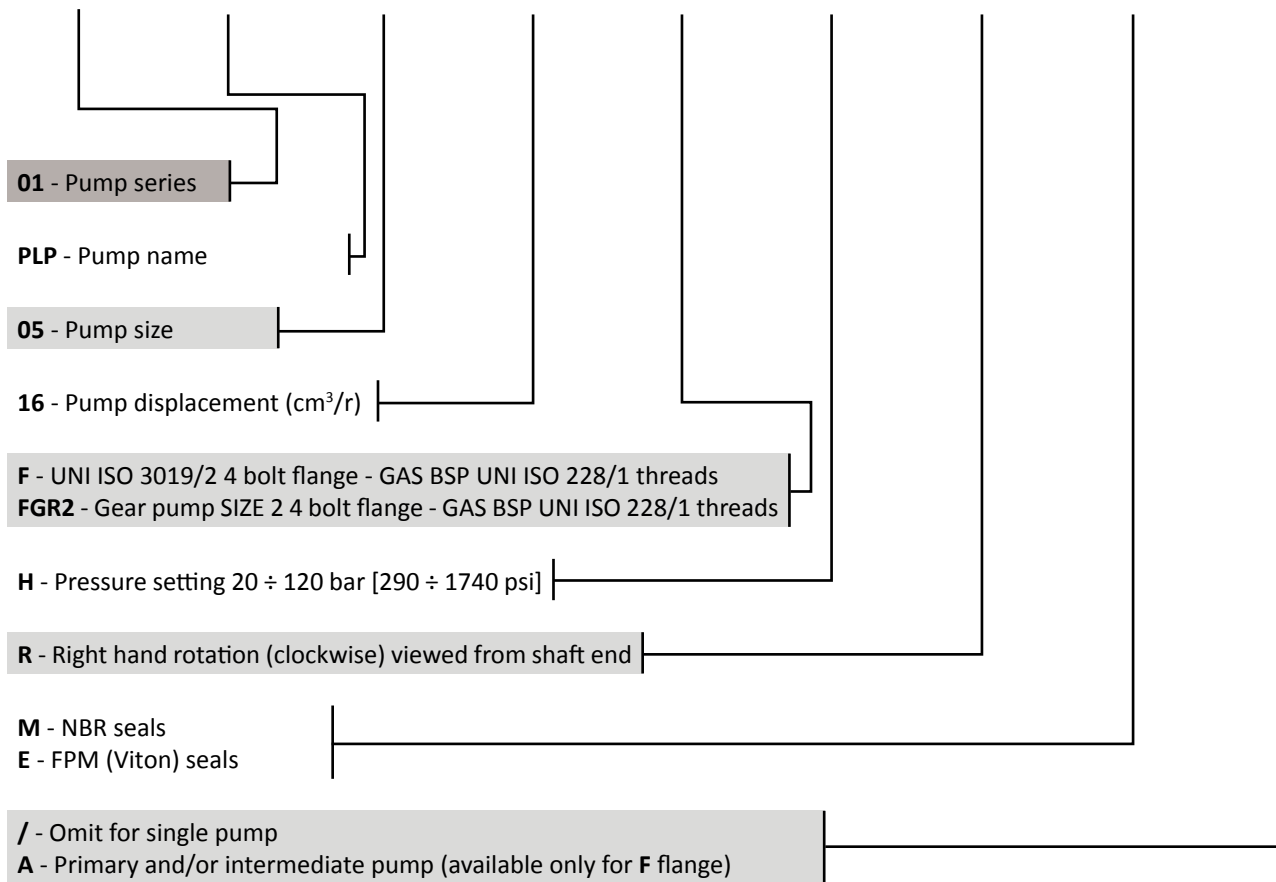 01 - Pump series
PLP - Pump name
05 - Pump size
16 - Pump displacement (cm³/r)
F - UNI ISO 3019/2 4 bolt flange - GAS BSP UNI ISO 228/1 threads
FGR2 - Gear pump SIZE 2 4 bolt flange - GAS BSP UNI ISO 228/1 threads
H - Pressure setting 20 ÷ 120 bar [290 ÷ 1740 psi]
R - Right hand rotation (clockwise) viewed from shaft end
M - NBR seals
E - FPM (Viton) seals
/ - Omit for single pump
A - Primary and/or intermediate pump (available only for F flange)